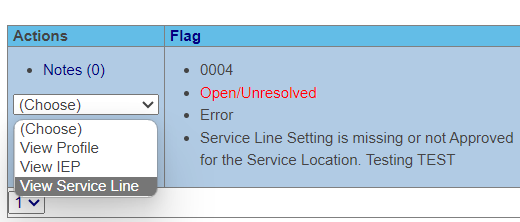 Actions
Flag
Notes (0)
(Choose)
(Choose)
View Profile
View IEP
View Service Line
1
0004
Open/Unresolved
Error
Service Line Setting is missing or not Approved
for the Service Location. Testing TEST